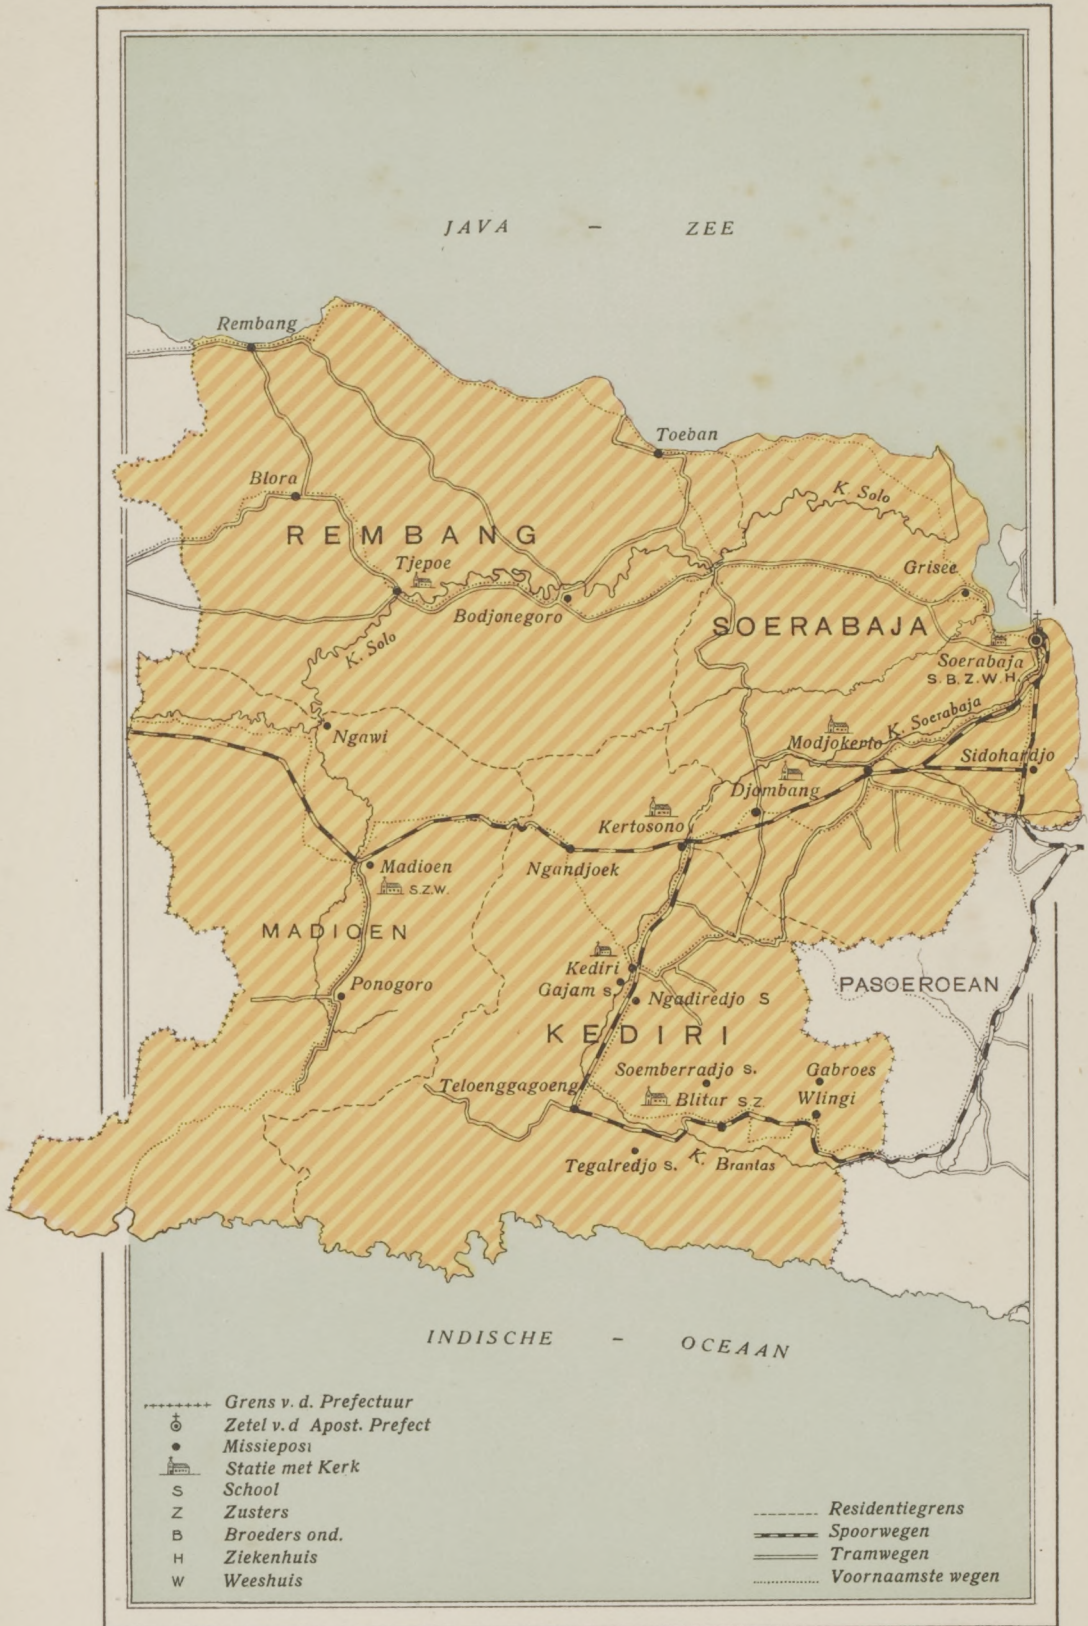 JAVA - ZEE
Rembang
Toeban
Blora
K. Solo
REMBANG
Tjepoe
Grisee
Bodjonegoro
SOERABAJA
K. Solo
Soerabaja
S. B. Z. W. H.
K. Soerabaja
Ngawi
Modjokerto
Sidohardjo
Djombang
Kertosono
Madioen
S.Z.W.
Ngandjoek
MADIOEN
Kediri
Ponogoro
Gajam s.
Ngadiredjo S
PASOEROEAN
KEDIRI
Soemberradjo s.
Gabroes
Teloenggagoeng
Blitar S.Z.
Wlingi
Tegalredjo s.
K. Brantas
INDISCHE - OCEAAN
Grens v. d. Prefectuur
Zetel v.d Apost. Prefect
Missiepost
Statie met Kerk
S School
Z Zusters
B Broeders ond.
H Ziekenhuis
W Weeshuis
Residentiegrens
Spoorwegen
Tramwegen
Voornaamste wegen